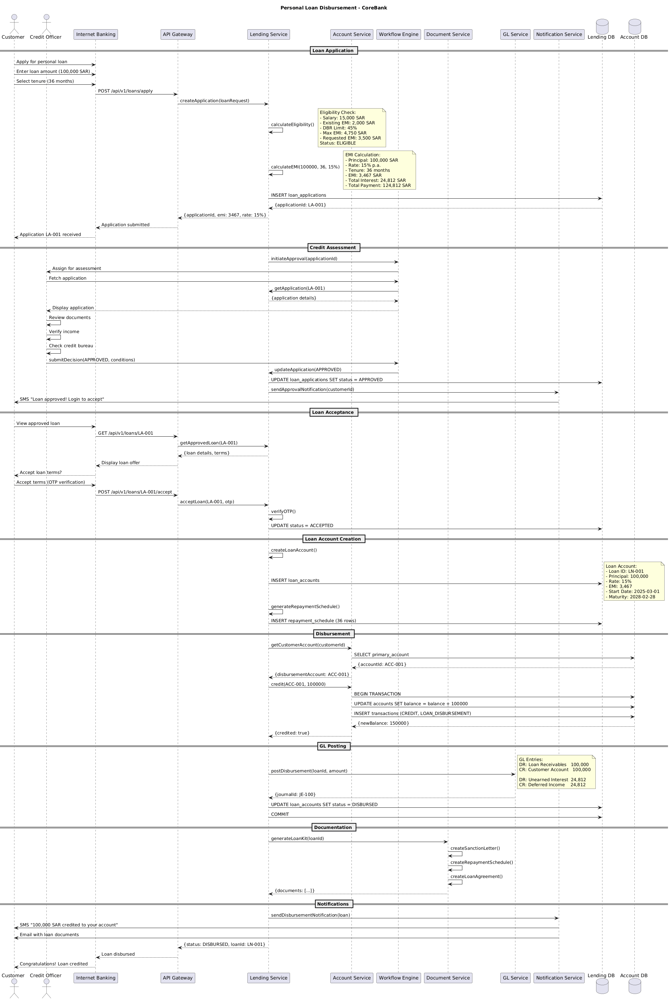 Personal Loan Disbursement - CoreBank
Customer
Credit Officer
Internet Banking
API Gateway
Lending Service
Account Service
Workflow Engine
Document Service
GL Service
Notification Service
Lending DB
Account DB
Loan Application
Apply for personal loan
Enter loan amount (100,000 SAR)
Select tenure (36 months)
POST /api/v1/loans/apply
createApplication(loanRequest)
calculateEligibility()
Eligibility Check:
- Salary: 15,000 SAR
- Existing EMI: 2,000 SAR
- DBR Limit: 45%
- Max EMI: 4,750 SAR
- Requested EMI: 3,500 SAR
Status: ELIGIBLE
calculateEMI(100000, 36, 15%)
EMI Calculation:
- Principal: 100,000 SAR
- Rate: 15% p.a.
- Tenure: 36 months
- EMI: 3,467 SAR
- Total Interest: 24,812 SAR
- Total Payment: 124,812 SAR
INSERT loan_applications
{applicationId: LA-001}
{applicationId, emi: 3467, rate: 15%}
Application submitted
Application LA-001 received
Credit Assessment
initiateApproval(applicationId)
Assign for assessment
Fetch application
getApplication(LA-001)
{application details}
Display application
Review documents
Verify income
Check credit bureau
submitDecision(APPROVED, conditions)
updateApplication(APPROVED)
UPDATE loan_applications SET status = APPROVED
sendApprovalNotification(customerId)
SMS "Loan approved! Login to accept"
Loan Acceptance
View approved loan
GET /api/v1/loans/LA-001
getApprovedLoan(LA-001)
{loan details, terms}
Display loan offer
Accept loan terms?
Accept terms (OTP verification)
POST /api/v1/loans/LA-001/accept
acceptLoan(LA-001, otp)
verifyOTP()
UPDATE status = ACCEPTED
Loan Account Creation
createLoanAccount()
INSERT loan_accounts
Loan Account:
- Loan ID: LN-001
- Principal: 100,000
- Rate: 15%
- EMI: 3,467
- Start Date: 2025-03-01
- Maturity: 2028-02-28
generateRepaymentSchedule()
INSERT repayment_schedule (36 rows)
Disbursement
getCustomerAccount(customerId)
SELECT primary_account
{accountId: ACC-001}
{disbursementAccount: ACC-001}
credit(ACC-001, 100000)
BEGIN TRANSACTION
UPDATE accounts SET balance = balance + 100000
INSERT transactions (CREDIT, LOAN_DISBURSEMENT)
{newBalance: 150000}
{credited: true}
GL Posting
postDisbursement(loanId, amount)
GL Entries:
DR: Loan Receivables 100,000
CR: Customer Account 100,000
DR: Unearned Interest 24,812
CR: Deferred Income 24,812
{journalId: JE-100}
UPDATE loan_accounts SET status = DISBURSED
COMMIT
Documentation
generateLoanKit(loanId)
createSanctionLetter()
createRepaymentSchedule()
createLoanAgreement()
{documents: [...]}
Notifications
sendDisbursementNotification(loan)
SMS "100,000 SAR credited to your account"
Email with loan documents
{status: DISBURSED, loanId: LN-001}
Loan disbursed
Congratulations! Loan credited
Customer
Credit Officer
Internet Banking
API Gateway
Lending Service
Account Service
Workflow Engine
Document Service
GL Service
Notification Service
Lending DB
Account DB